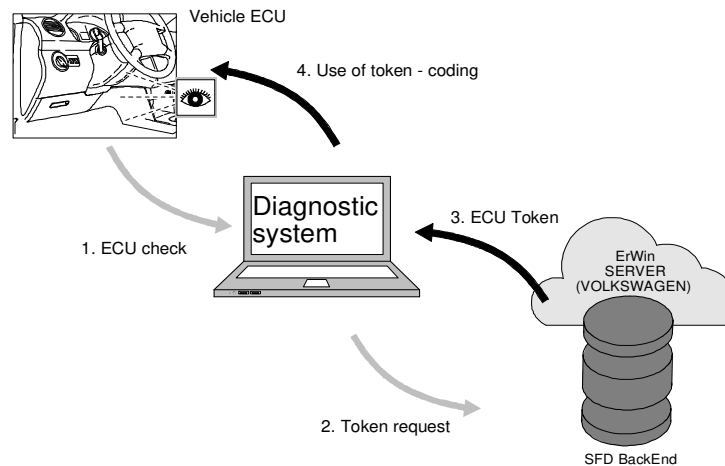 Vehicle ECU
4. Use of token - coding
Diagnostic
system
3. ECU Token
1. ECU check
ErWin
SERVER
(VOLKSWAGEN)
2. Token request
SFD BackEnd